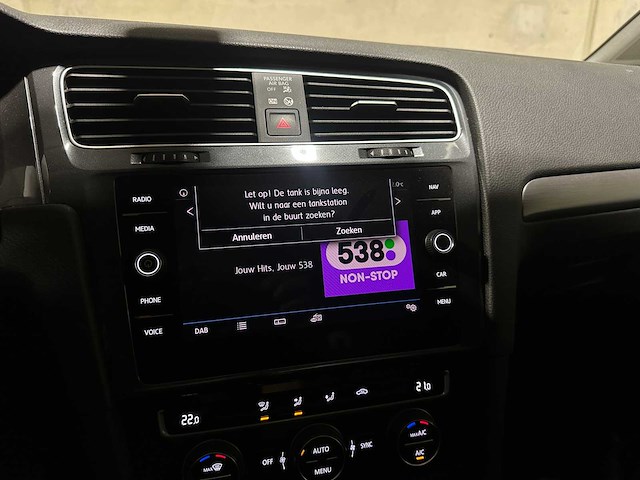 PASSENGER
AIR BAG
OFF
RADIO
MEDIA
PHONE
VOICE
Let op! De tank is bijna leeg.
Wilt u naar een tankstation
in de buurt zoeken?
Annuleren
Zoeken
Jouw Hits, Jouw 538
538
NON-STOP
DAB
NAV
APP
CAR
MENU
22.0
21.0
MAX
OFF
AUTO
MENU
SYNC
MAX A/C
A/C